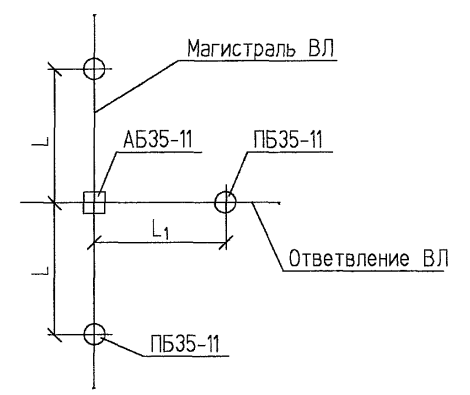 Магистраль ВЛ
АБ35-11
ПБ35-11
L
L₁
Ответвление ВЛ
L
ПБ35-11